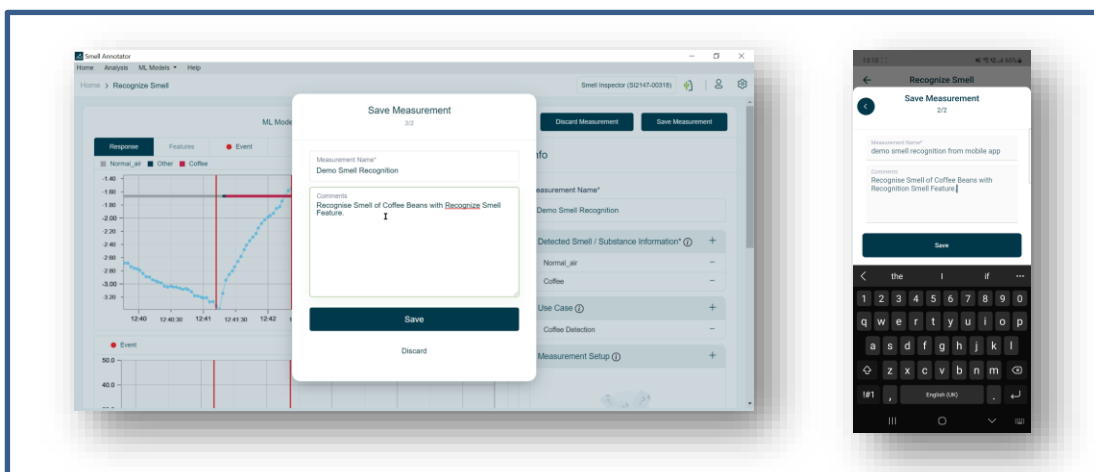 Smell Annotator
Home Analysis ML Models Help
Home > Recognize Smell
Smell Inspector (SI2147-00318)
ML Mode
Discard Measurement
Save Measurement
Response Features Event
Normal_air Other Coffee
-1.40
-1.60
-1.80
-2.00
-2.20
-2.40
-2.60
-2.80
-3.00
-3.20
12:40 12:40:30 12:41 12:41:30 12:42
Event
50.0
40.0
Save Measurement
2/2
Measurement Name*
Demo Smell Recognition
Comments
Recognise Smell of Coffee Beans with Recognize Smell
Feature.
Save
Discard
nfo
easurement Name*
Demo Smell Recognition
Detected Smell / Substance Information*
Normal_air
Coffee
Use Case
Coffee Detection
Measurement Setup
Recognize Smell
Save Measurement
2/2
Measurement Name*
demo smell recognition from mobile app
Comments
Recognise Smell of Coffee Beans with
Recognition Smell Feature.
Save
the I if
1 2 3 4 5 6 7 8 9 0
q w e r t y u i o p
a s d f g h j k l
z x c v b n m
!#1 , English (UK) .